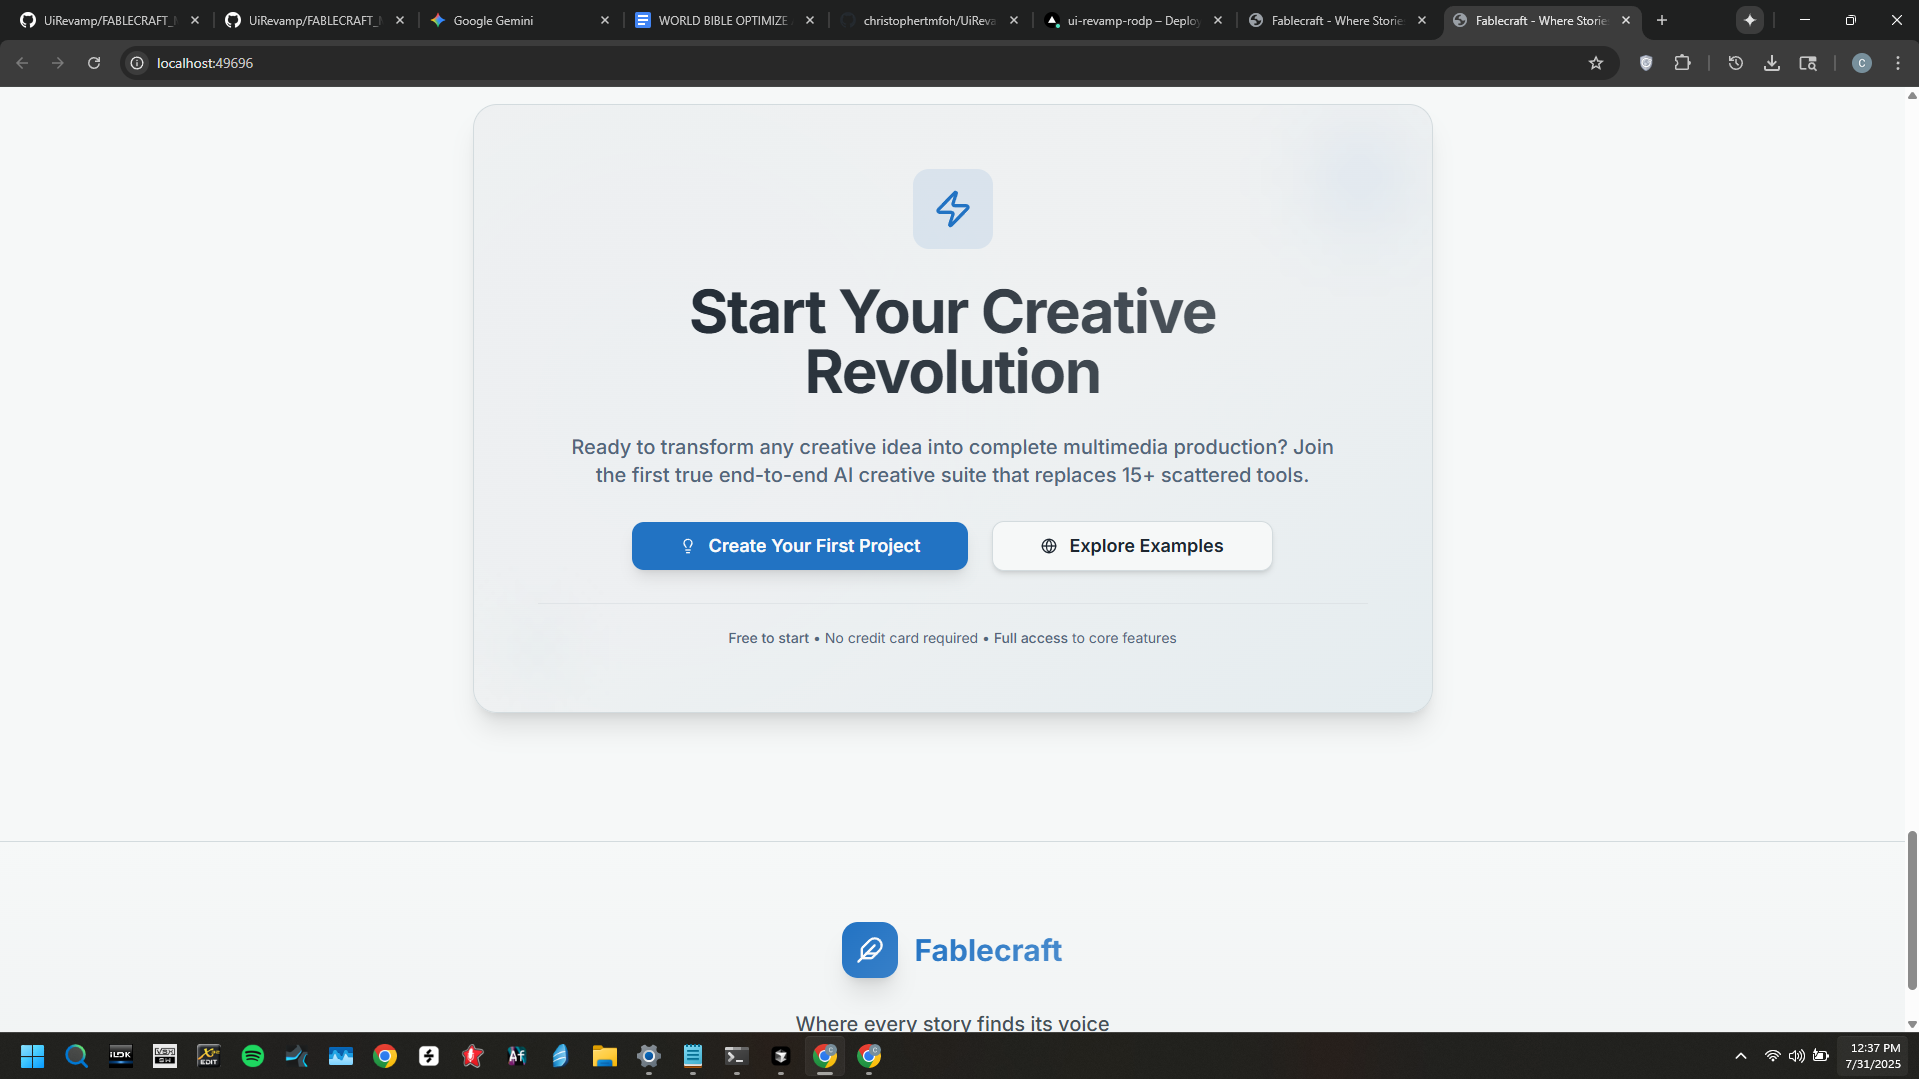 UiRevamp/FABLECRAFT_
UiRevamp/FABLECRAFT_
Google Gemini
WORLD BIBLE OPTIMIZE
christophertmfoh/UiReva
ui-revamp-rodp – Deploy
Fablecraft - Where Storie
Fablecraft - Where Storie
localhost:49696
C
Start Your Creative
Revolution
Ready to transform any creative idea into complete multimedia production? Join
the first true end-to-end AI creative suite that replaces 15+ scattered tools.
Create Your First Project
Explore Examples
Free to start • No credit card required • Full access to core features
Fablecraft
Where every story finds its voice
EDIT
Af
12:37 PM
7/31/2025